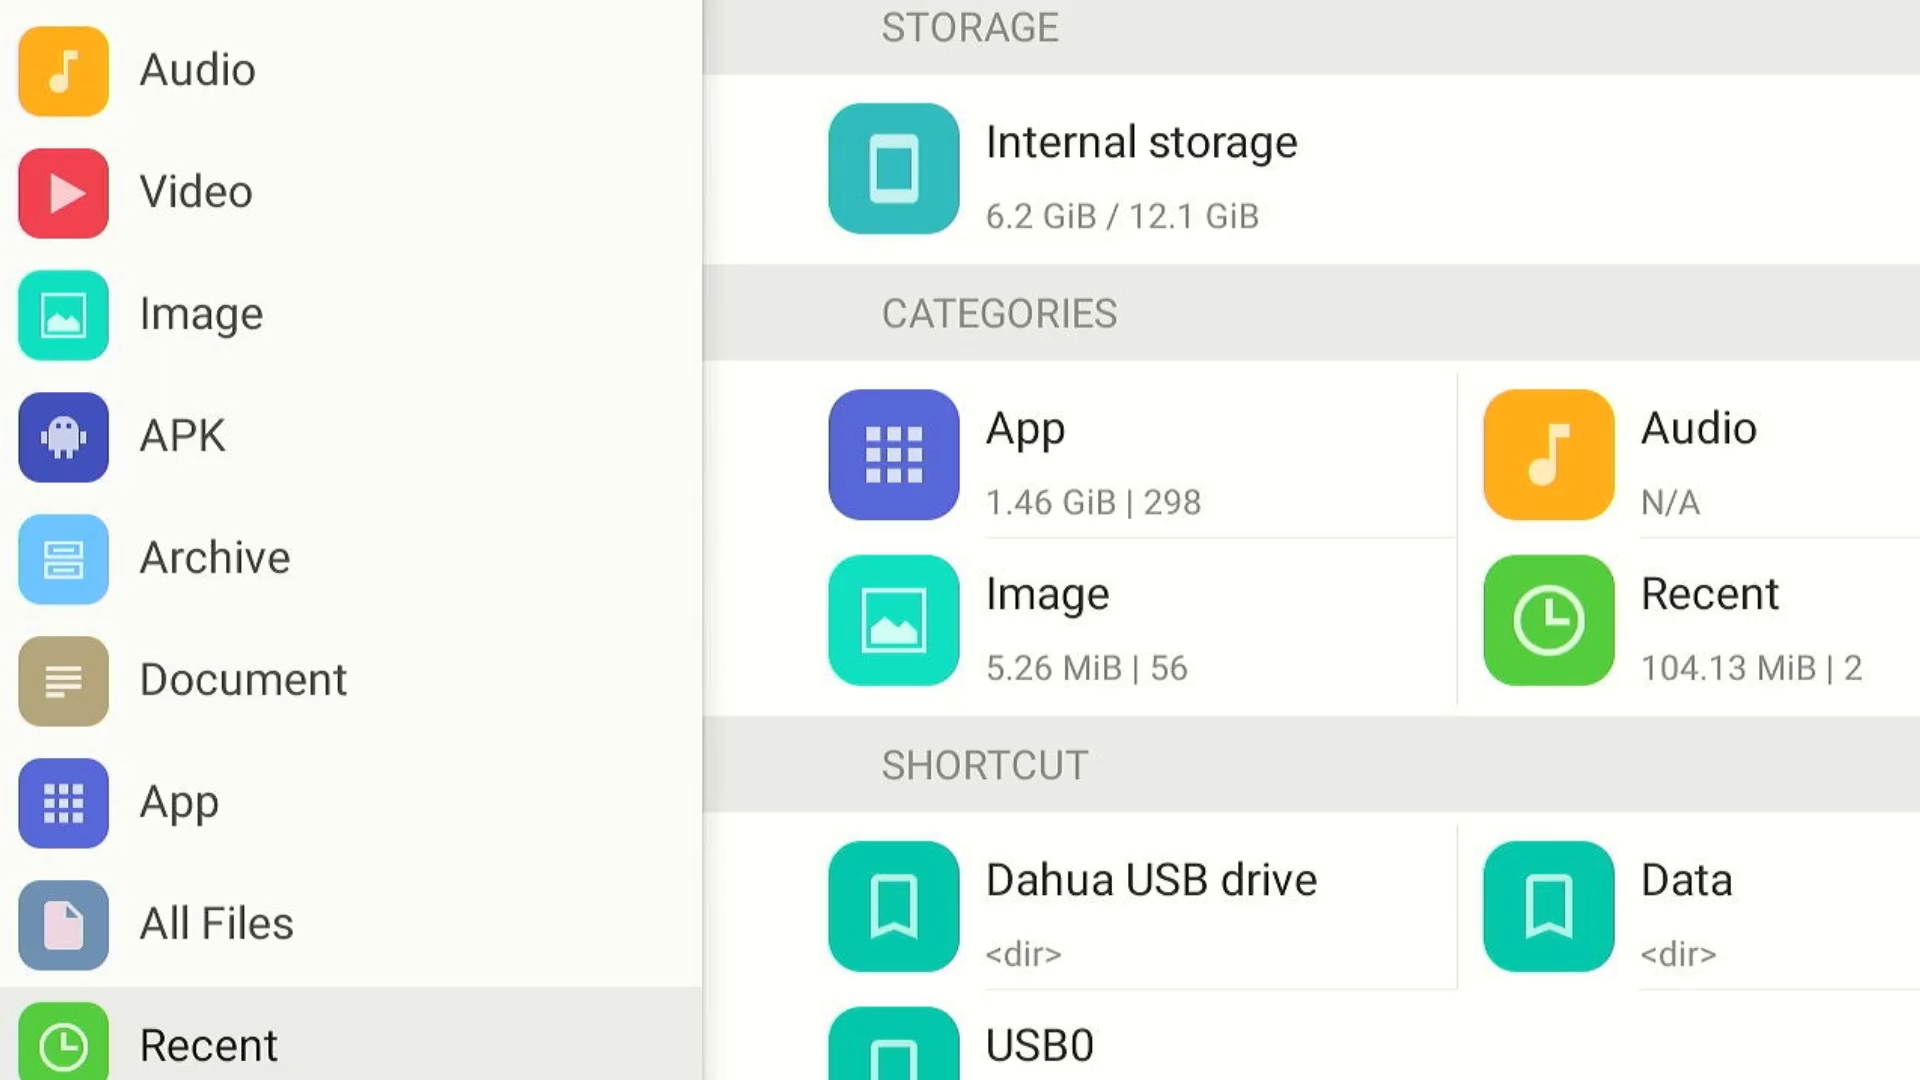 Audio
Video
Image
APK
Archive
Document
App
All Files
Recent
STORAGE
Internal storage
6.2 GiB / 12.1 GiB
CATEGORIES
App
1.46 GiB | 298
Audio
N/A
Image
5.26 MiB | 56
Recent
104.13 MiB | 2
SHORTCUT
Dahua USB drive
<dir>
Data
<dir>
USB0